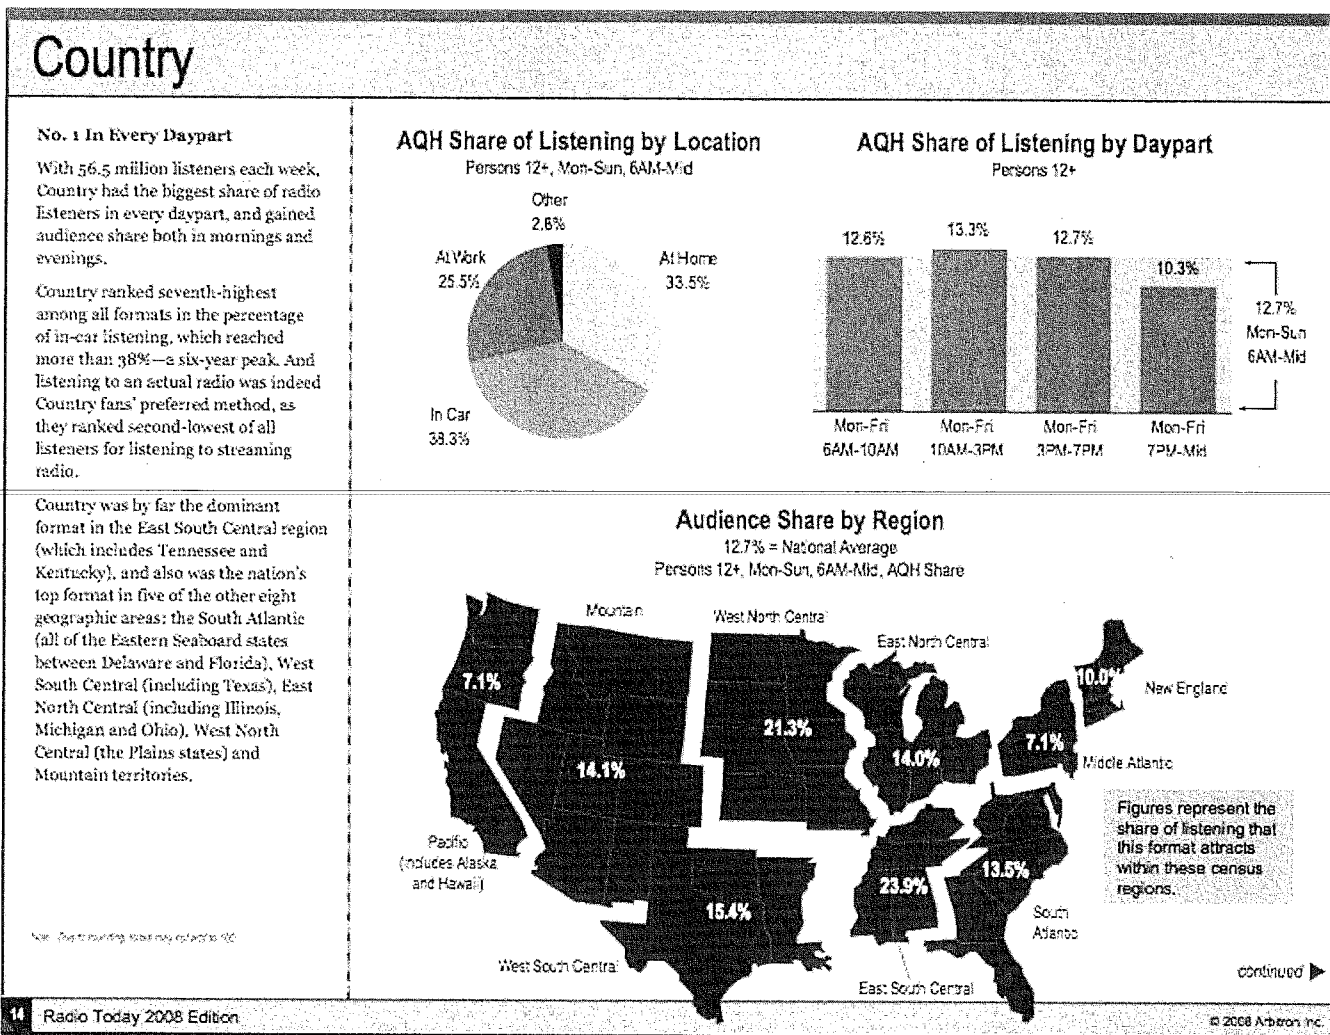 Country
No. 1 In Every Daypart
With 56.5 million listeners each week,
Country had the biggest share of radio
listeners in every daypart, and gained
audience share both in mornings and
evenings.
Country ranked seventh-highest
among all formats in the percentage
of in-car listening, which reached
more than 38%—a six-year peak. And
listening to an actual radio was indeed
Country fans' preferred method, as
they ranked second-lowest of all
listeners for listening to streaming
radio.
Country was by far the dominant
format in the East South Central region
(which includes Tennessee and
Kentucky), and also was the nation's
top format in five of the other eight
geographic areas: the South Atlantic
(all of the Eastern Seaboard states
between Delaware and Florida), West
South Central (including Texas), East
North Central (including Illinois,
Michigan and Ohio), West North
Central (the Plains states) and
Mountain territories.
AQH Share of Listening by Location
Persons 12+, Mon-Sun, 6AM-Mid
Other
2.6%
At Work
25.5%
At Home
33.5%
In Car
38.3%
AQH Share of Listening by Daypart
Persons 12+
12.6%
13.3%
12.7%
10.3%
12.7%
Mon-Sun
6AM-Mid
Mon-Fri
6AM-10AM
Mon-Fri
10AM-3PM
Mon-Fri
3PM-7PM
Mon-Fri
7PM-Mid
Audience Share by Region
12.7% = National Average
Persons 12+, Mon-Sun, 6AM-Mid, AQH Share
Mountain
West North Central
East North Central
7.1%
10.0%
New England
21.3%
14.0%
7.1%
14.1%
Middle Atlantic
Figures represent the
share of listening that
this format attracts
within these census
regions.
Pacific
(includes Alaska
and Hawaii)
23.9%
13.5%
15.4%
South
Atlantic
West South Central
East South Central
continued
14 Radio Today 2008 Edition
© 2008 Arbitron Inc.